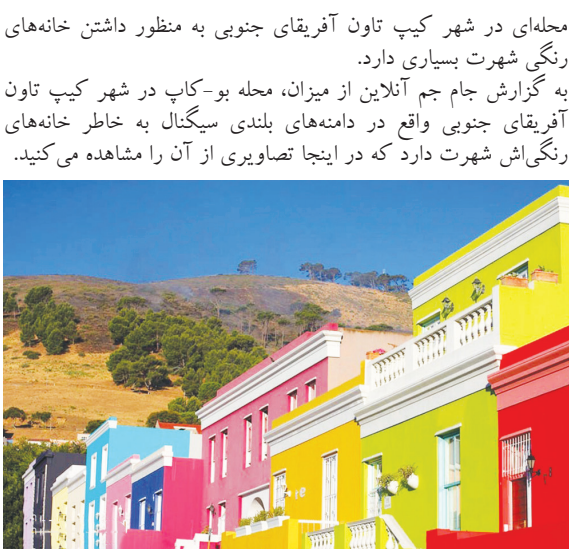 محله‌ای در شهر کیپ تاون آفریقای جنوبی به منظور داشتن خانه‌های
رنگی شهرت بسیاری دارد.
به گزارش جام جم آنلاین از میزان، محله بو-کاپ در شهر کیپ تاون
آفریقای جنوبی واقع در دامنه‌های بلندی سیگنال به خاطر خانه‌های
رنگی‌اش شهرت دارد که در اینجا تصاویری از آن را مشاهده می‌کنید.